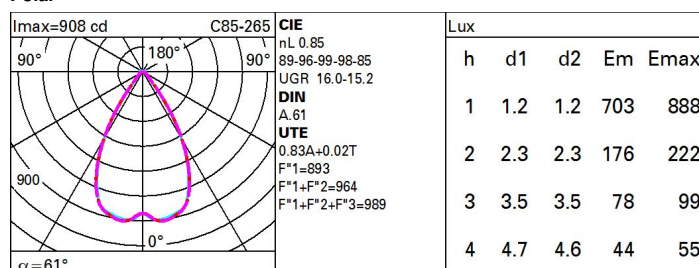 Imax=908 cd C85-265
90° 180° 90°
900
0°
α=61°
CIE
nL 0.85
89-96-99-98-85
UGR 16.0-15.2
DIN
A.61
UTE
0.83A+0.02T
F"1=893
F"1+F"2=964
F"1+F"2+F"3=989
Lux
h d1 d2 Em Emax
1 1.2 1.2 703 888
2 2.3 2.3 176 222
3 3.5 3.5 78 99
4 4.7 4.6 44 55